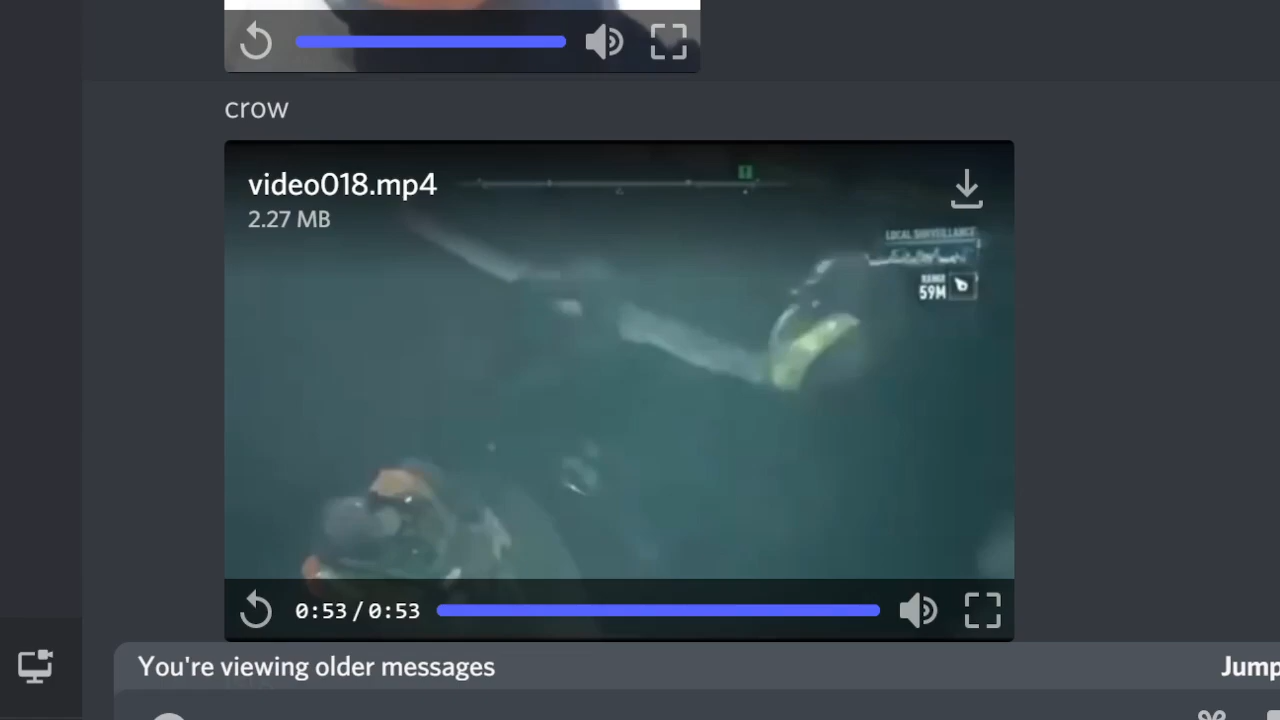 crow
video018.mp4
2.27 MB
LOCAL SURVEILLANCE
RANGE
59M
0:53/0:53
You're viewing older messages
Jump